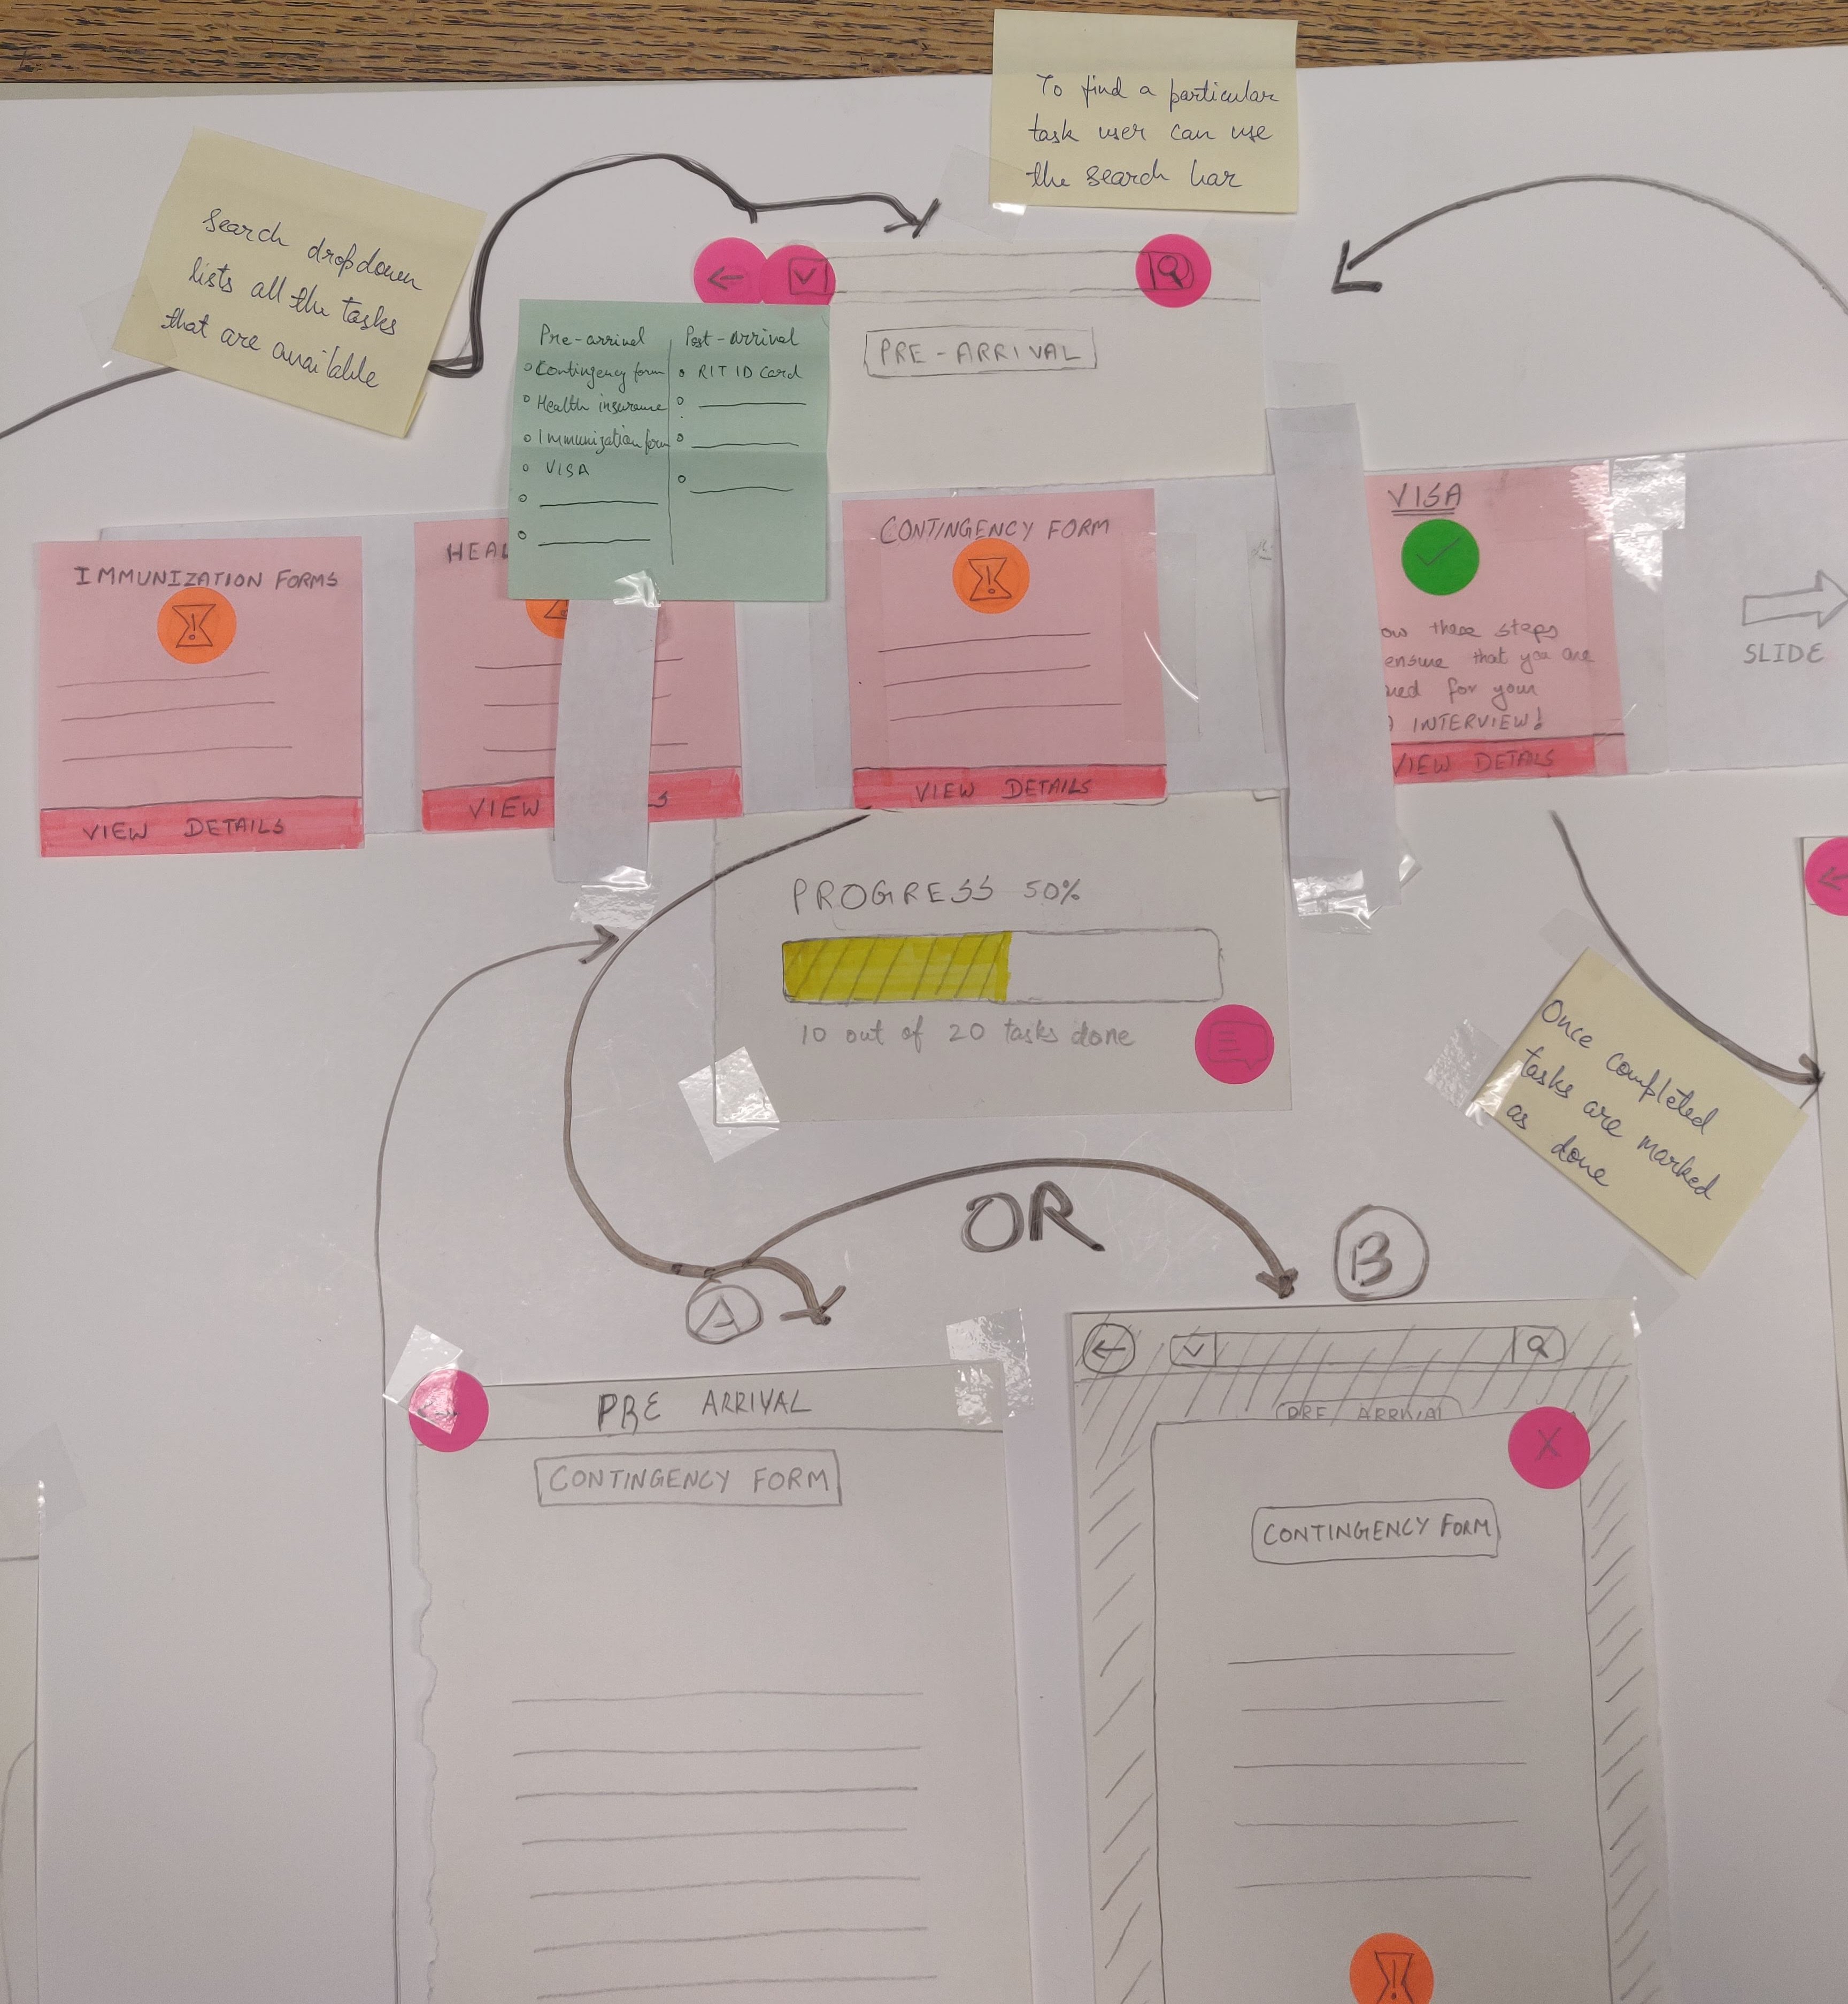 To find a particular
task user can use
the search bar
Search dropdown
lists all the tasks
that are available
Pre-arrival
Contingency form
Health insurance
Immunization form
VISA
Post-arrival
RIT ID Card
PRE-ARRIVAL
IMMUNIZATION FORMS
VIEW DETAILS
HEAL
VIEW LS
CONTINGENCY FORM
VIEW DETAILS
VISA
ow these steps
ensure that you are
red for your
INTERVIEW!
VIEW DETAILS
SLIDE
PROGRESS 50%
10 out of 20 tasks done
Once completed
tasks are marked
as done
OR
A
B
PRE ARRIVAL
CONTINGENCY FORM
PRE ARRIVAL
X
CONTINGENCY FORM